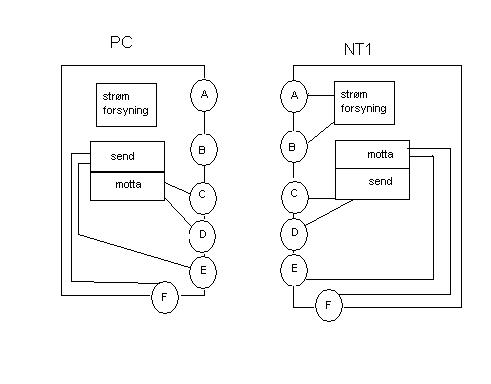 PC
strøm
forsyning
send
motta
A
B
C
D
E
F
NT1
A
B
C
D
E
F
strøm
forsyning
motta
send